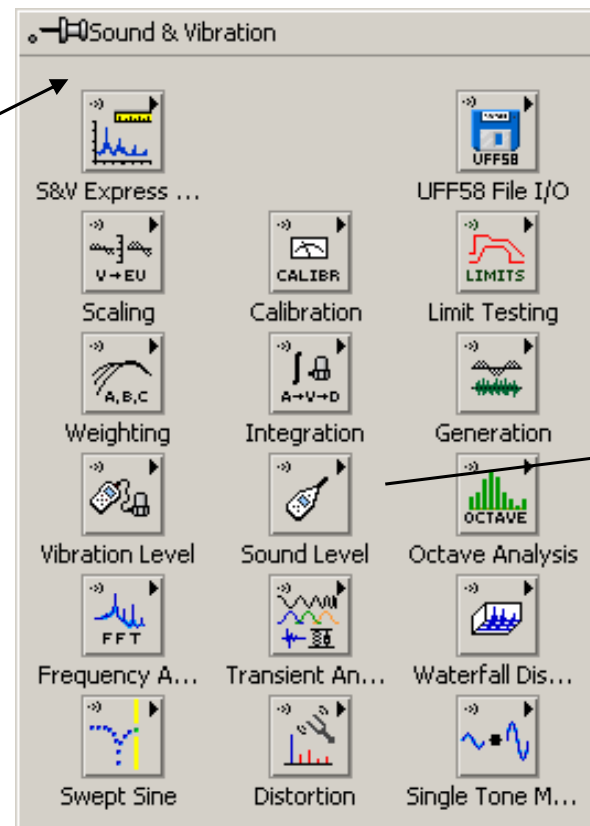 Sound & Vibration
UFF58
S&V Express ... UFF58 File I/O
V→EU CALIBR LIMITS
Scaling Calibration Limit Testing
A,B,C A→V→D
Weighting Integration Generation
OCTAVE
Vibration Level Sound Level Octave Analysis
FFT
Frequency A... Transient An... Waterfall Dis...
Swept Sine Distortion Single Tone M...